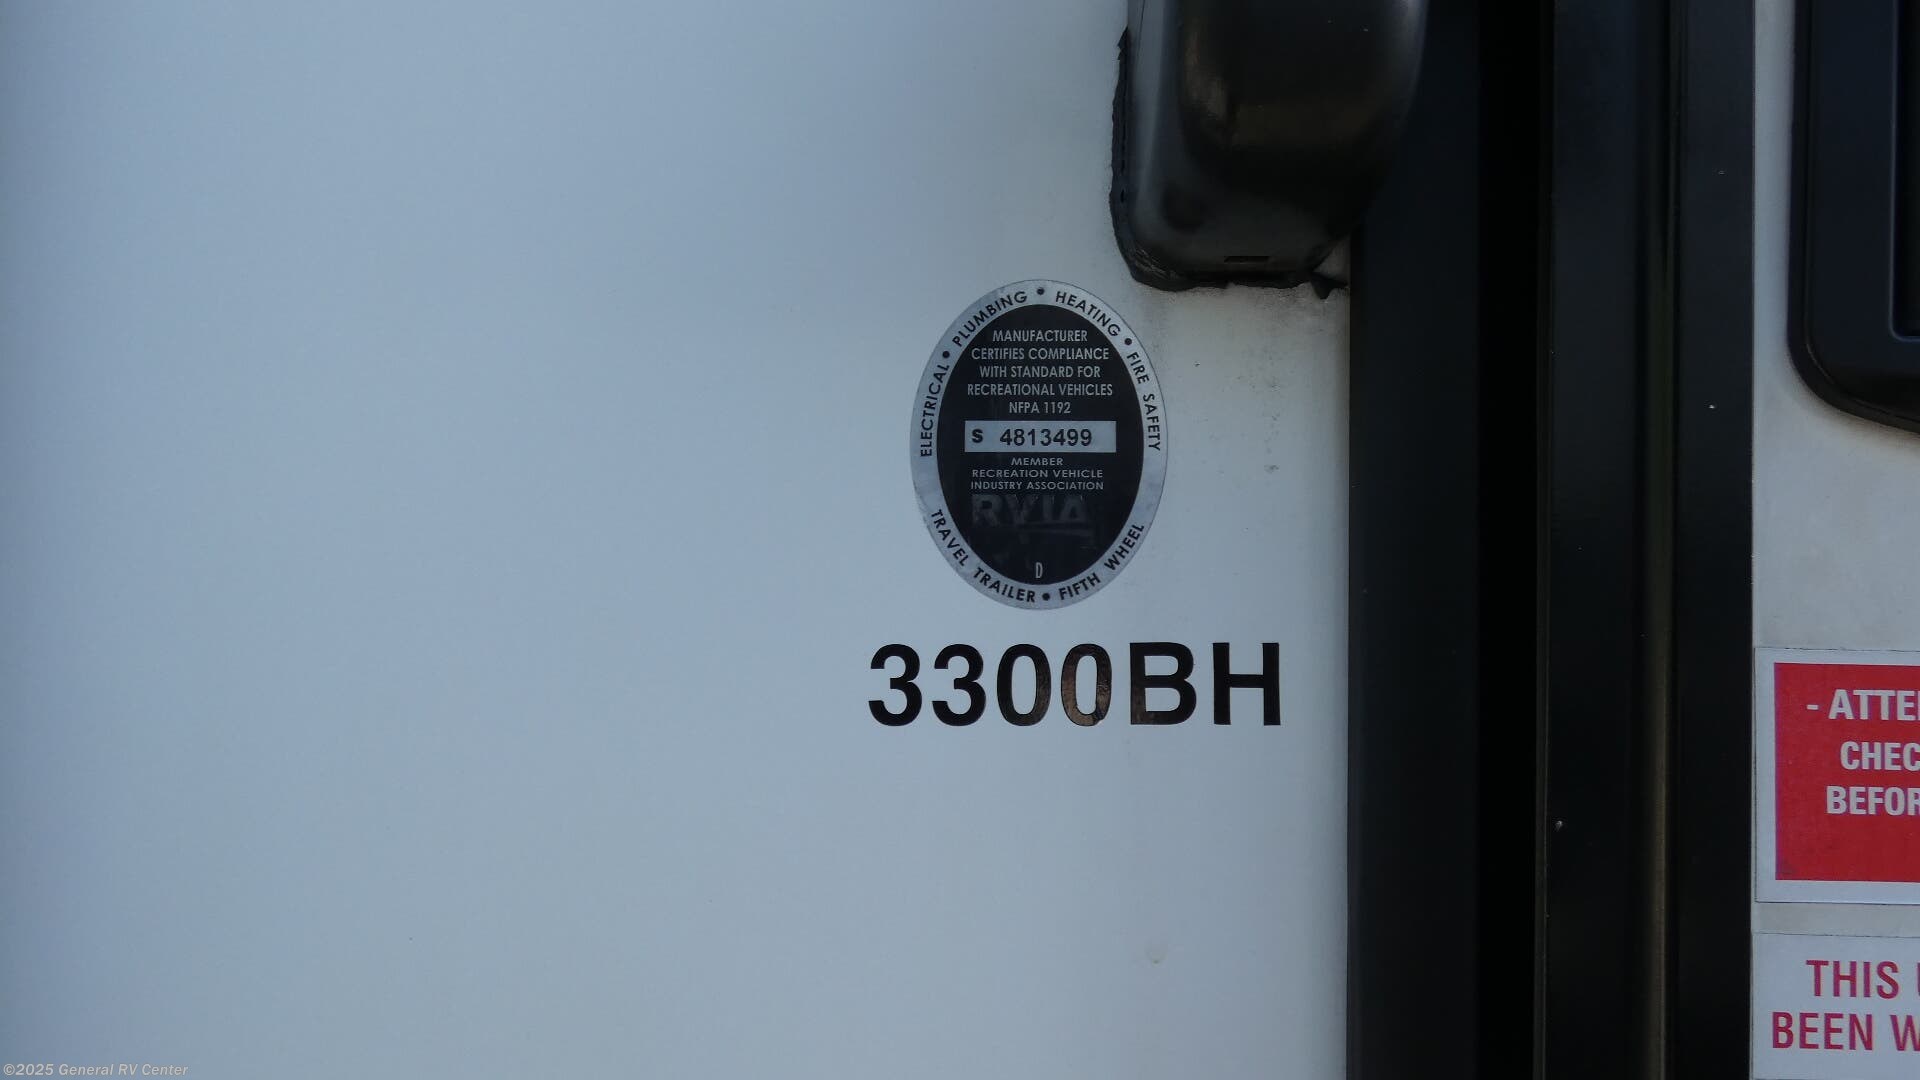 ELECTRICAL • PLUMBING • HEATING • FIRE SAFETY
MANUFACTURER
CERTIFIES COMPLIANCE
WITH STANDARD FOR
RECREATIONAL VEHICLES
NFPA 1192
S 4813499
MEMBER
RECREATION VEHICLE
INDUSTRY ASSOCIATION
RVIA
D
TRAVEL TRAILER • FIFTH WHEEL
3300BH
- ATTE
CHEC
BEFOR
THIS
BEEN W
©2025 General RV Center